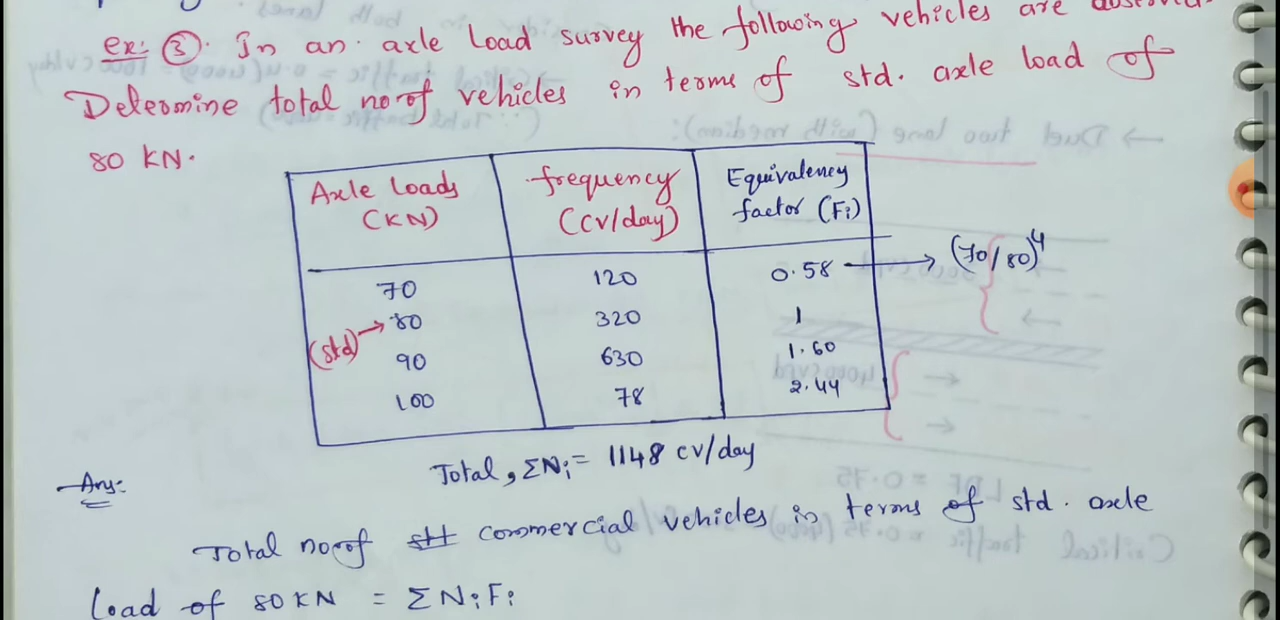 ex: ③. In an axle load survey the following vehicles are
Determine total no of vehicles in terms of std. axle load of
80 KN.
Axle loads (KN) frequency (CV/day) Equivalency factor (Fi)
70 120 0.58 → (70/80)4
(std) → 80 320 1
90 630 1.60
100 78 2.44
Total, ΣNi = 1148 CV/day
Ans:
Total no of commercial vehicles in terms of std. axle
load of 80 KN = ΣNiFi